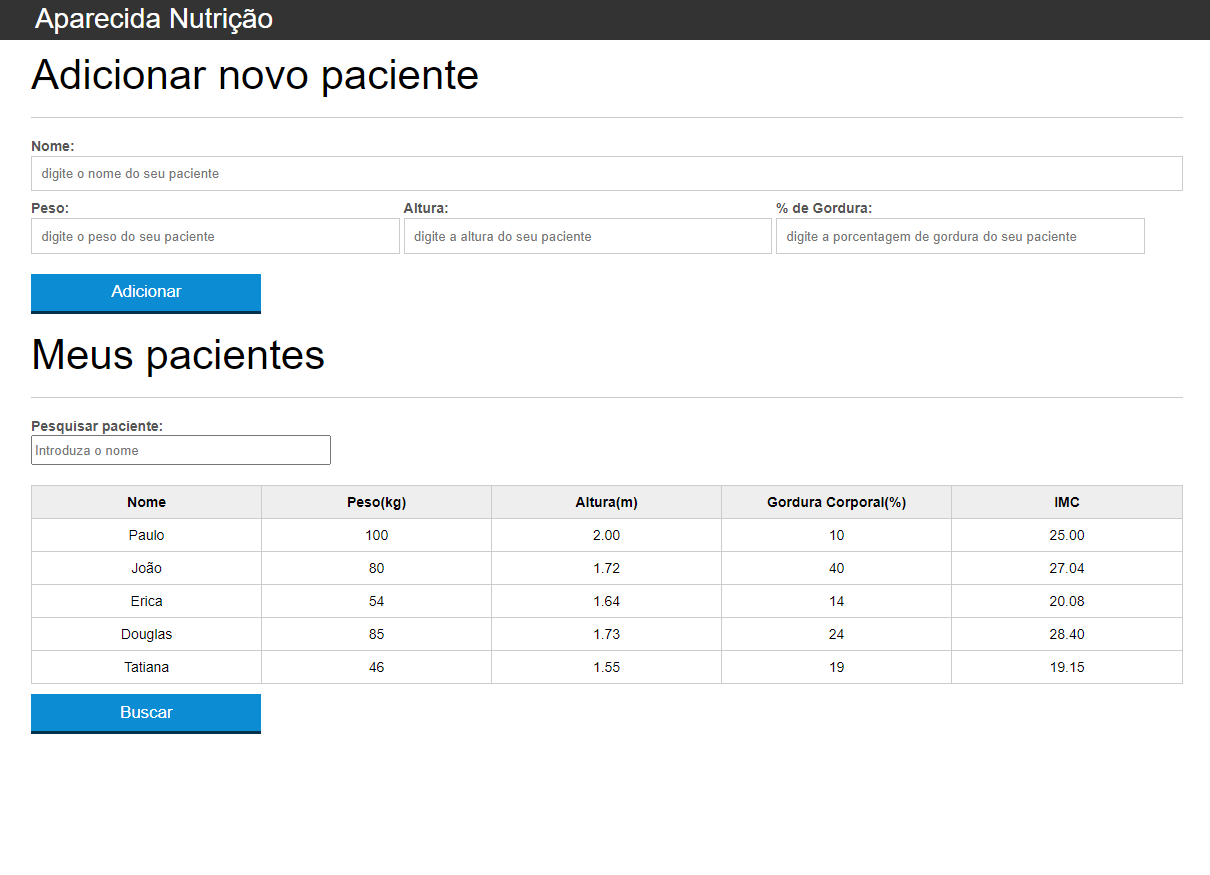 Aparecida Nutrição
Adicionar novo paciente
Nome:
digite o nome do seu paciente
Peso: Altura: % de Gordura:
digite o peso do seu paciente digite a altura do seu paciente digite a porcentagem de gordura do seu paciente
Adicionar
Meus pacientes
Pesquisar paciente:
Introduza o nome
Nome Peso(kg) Altura(m) Gordura Corporal(%) IMC
Paulo 100 2.00 10 25.00
João 80 1.72 40 27.04
Erica 54 1.64 14 20.08
Douglas 85 1.73 24 28.40
Tatiana 46 1.55 19 19.15
Buscar